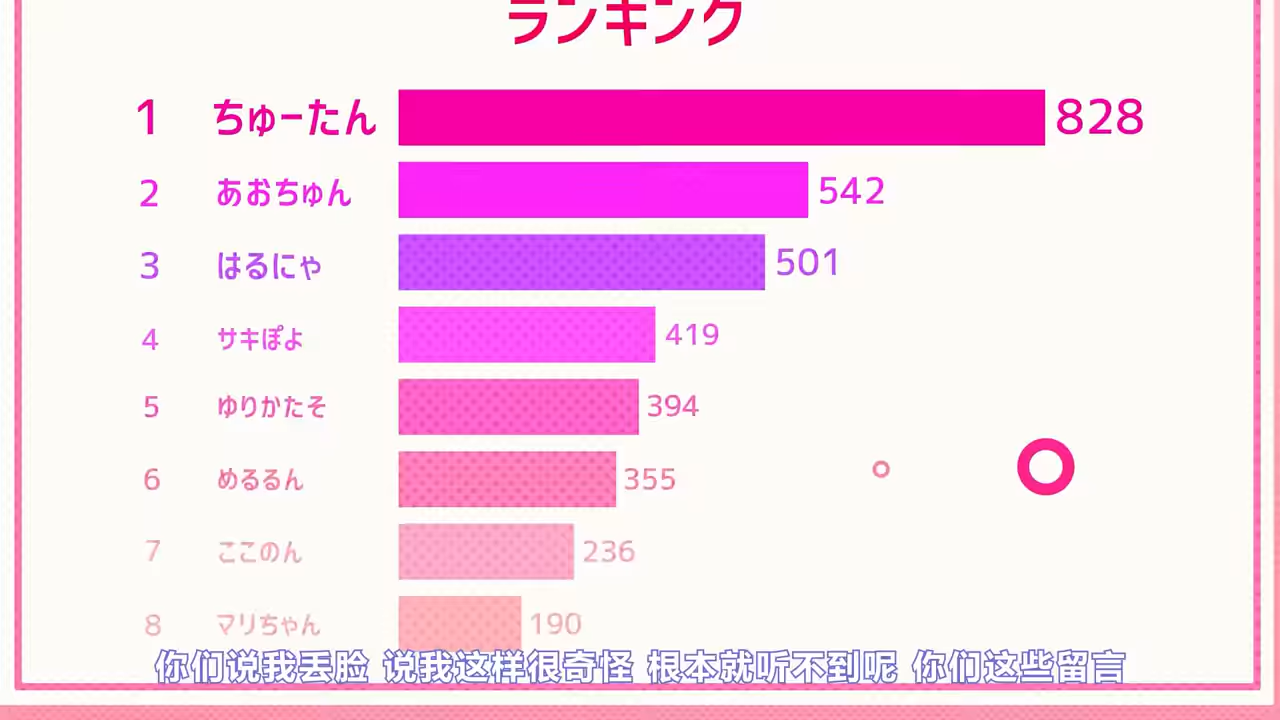 ランキング
1 ちゅーたん 828
2 あおちゅん 542
3 はるにゃ 501
4 サキぽよ 419
5 ゆりかたそ 394
6 めるるん 355
7 ここのん 236
8 マリちゃん 190
你们说我丢脸 说我这样很奇怪 根本就听不到呢 你们这些留言